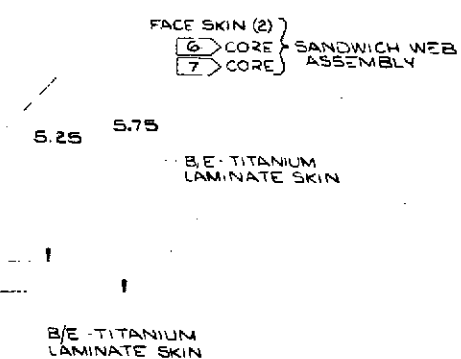 FACE SKIN (2)
6 CORE
7 CORE
SANDWICH WEB
ASSEMBLY
5.25 5.75
B/E-TITANIUM
LAMINATE SKIN
B/E-TITANIUM
LAMINATE SKIN